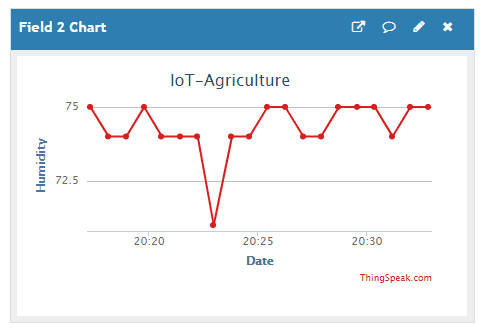 Field 2 Chart
IoT-Agriculture
75
72.5
Humidity
20:20 20:25 20:30
Date
ThingSpeak.com